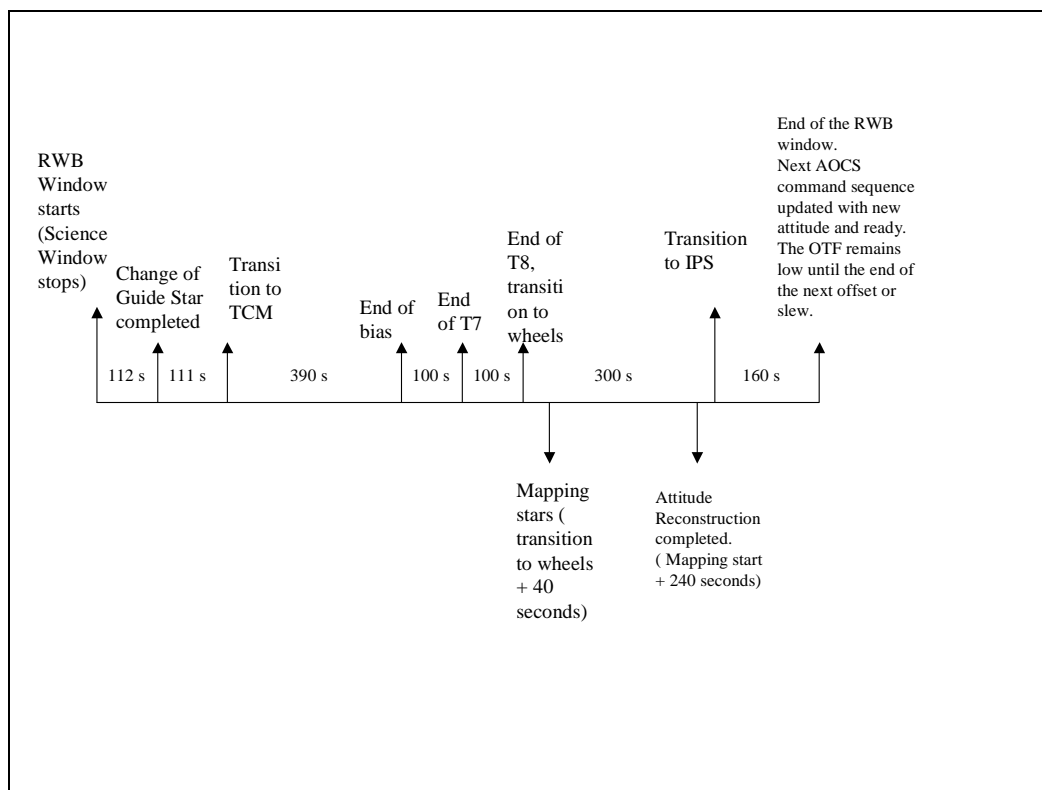 RWB
Window
starts
(Science
Window
stops)
Change of
Guide Star
completed
Transi
tion to
TCM
End of
bias
End
of T7
End of
T8,
transiti
on to
wheels
Transition
to IPS
End of the RWB
window.
Next AOCS
command sequence
updated with new
attitude and ready.
The OTF remains
low until the end of
the next offset or
slew.
112 s
111 s
390 s
100 s
100 s
300 s
160 s
Mapping
stars (
transition
to wheels
+ 40
seconds)
Attitude
Reconstruction
completed.
( Mapping start
+ 240 seconds)